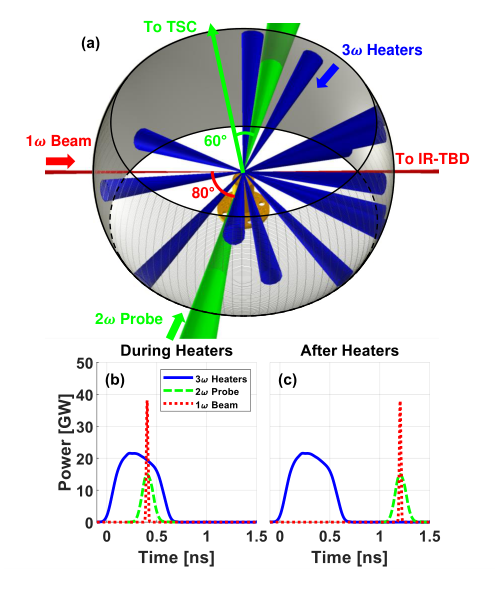 To TSC
(a)
3ω Heaters
60°
1ω Beam
To IR-TBD
80°
2ω Probe
During Heaters
After Heaters
50
40
30
20
10
0
Power [GW]
(b)
3ω Heaters
2ω Probe
1ω Beam
(c)
0
0.5
1
1.5
0
0.5
1
1.5
Time [ns]
Time [ns]